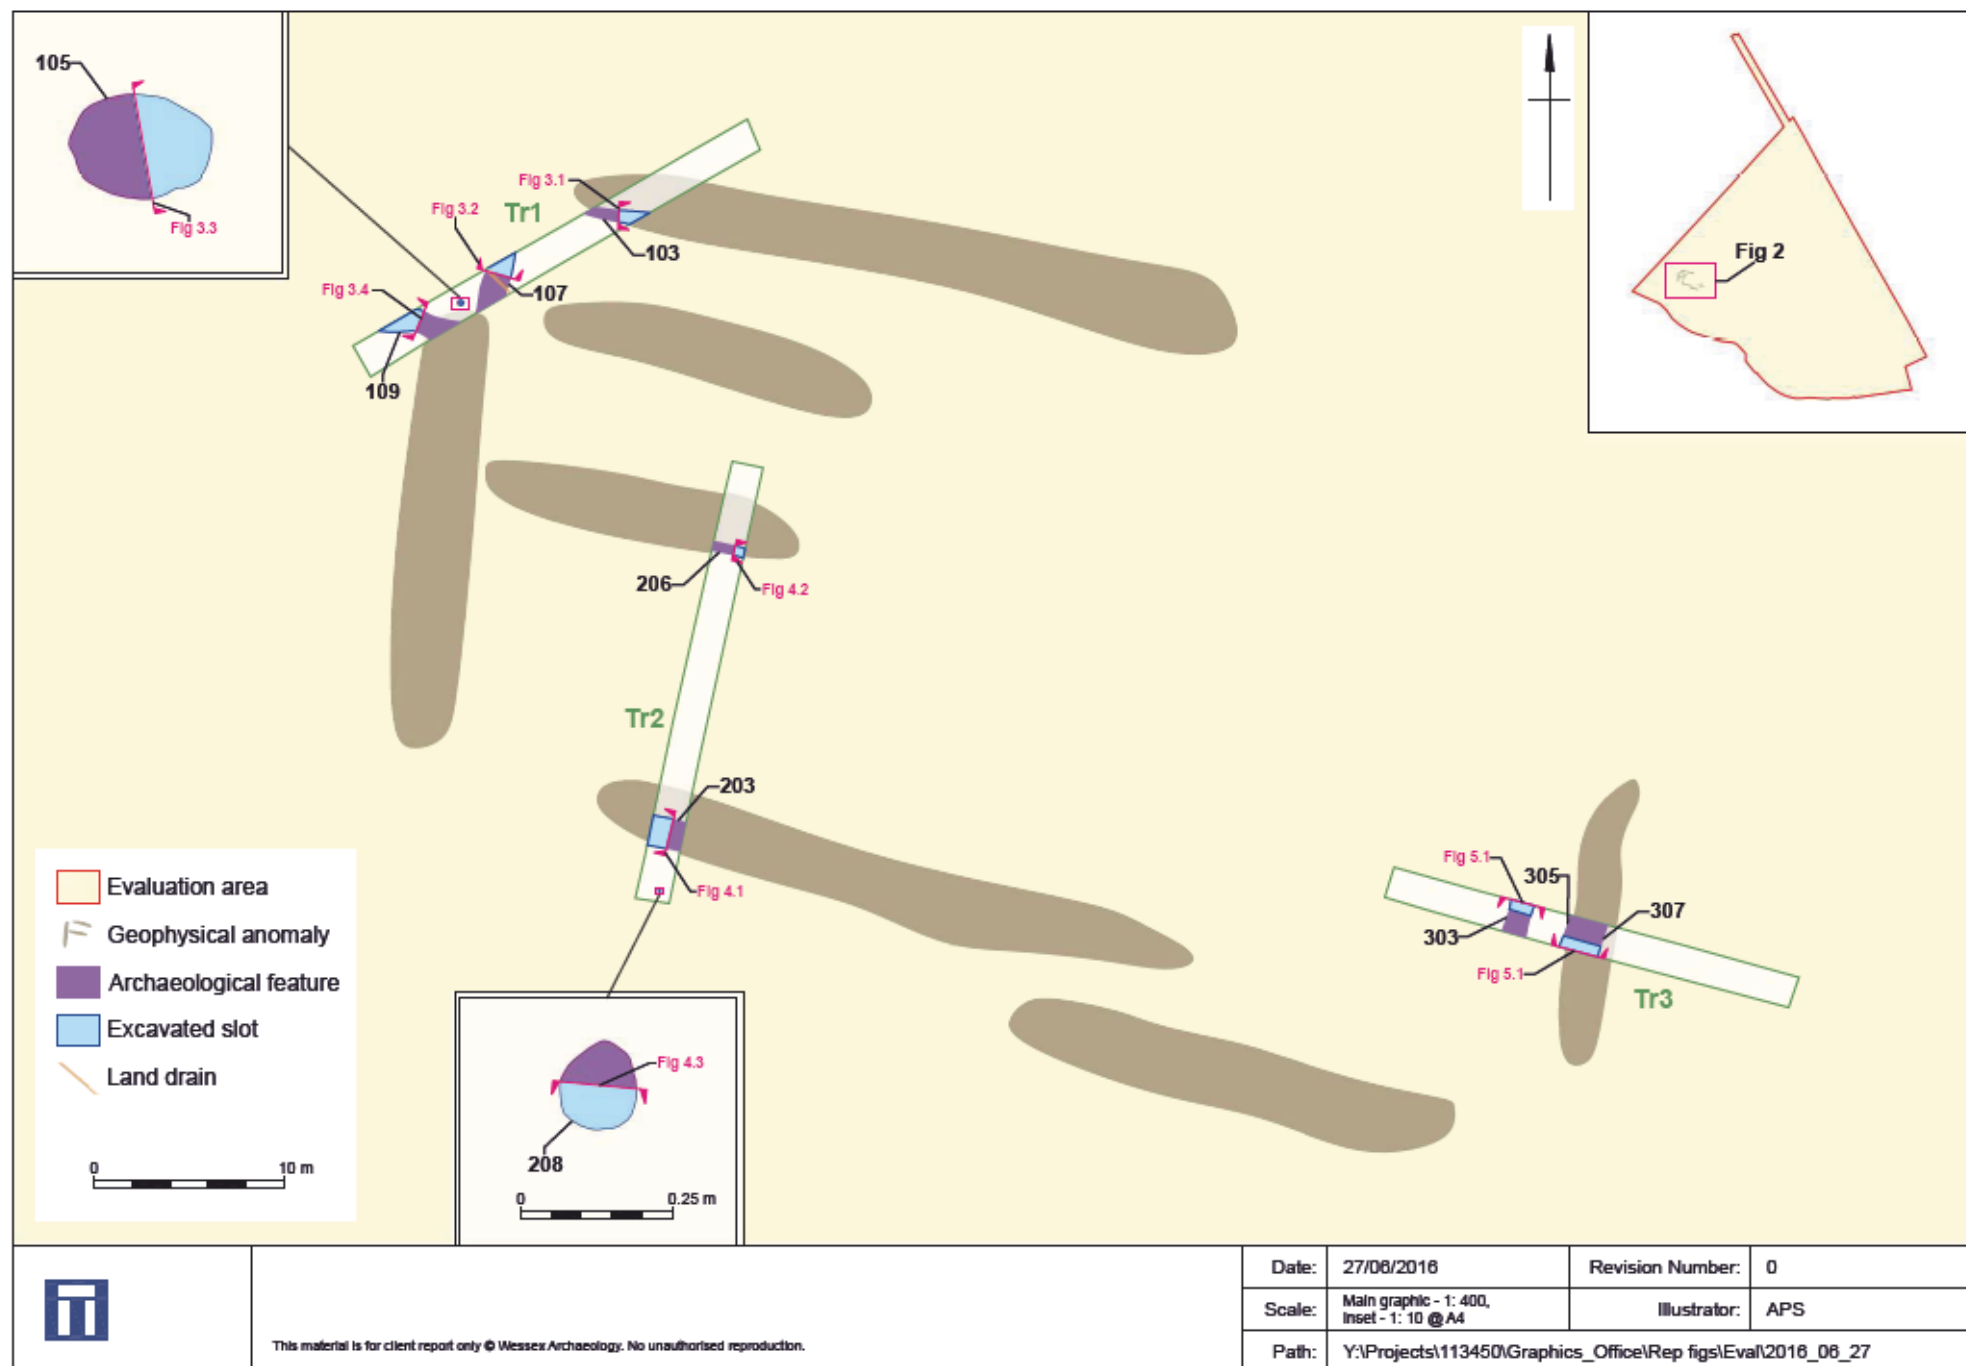 105
Fig 3.3
Fig 3.1
Fig 3.2
Tr1
103
107
Fig 3.4
109
Fig 2
206
Fig 4.2
Tr2
203
Fig 4.1
Fig 5.1
305
307
303
Fig 5.1
Tr3
Evaluation area
Geophysical anomaly
Archaeological feature
Excavated slot
Land drain
0 10 m
Fig 4.3
208
0 0.25 m
Date: 27/06/2016 Revision Number: 0
Scale: Main graphic - 1: 400,
Inset - 1: 10 @ A4 Illustrator: APS
This material is for client report only © Wessex Archaeology. No unauthorised reproduction.
Path: Y:\Projects\113450\Graphics_Office\Rep figs\Eval\2016_06_27